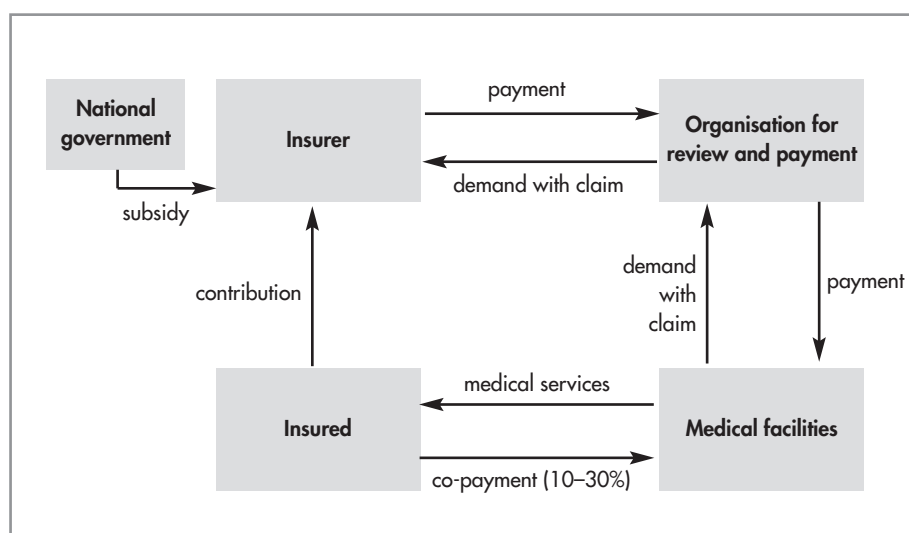 payment
National
government
Insurer
Organisation for
review and payment
demand with claim
subsidy
contribution
demand
with
claim
payment
medical services
Insured
Medical facilities
co-payment (10–30%)